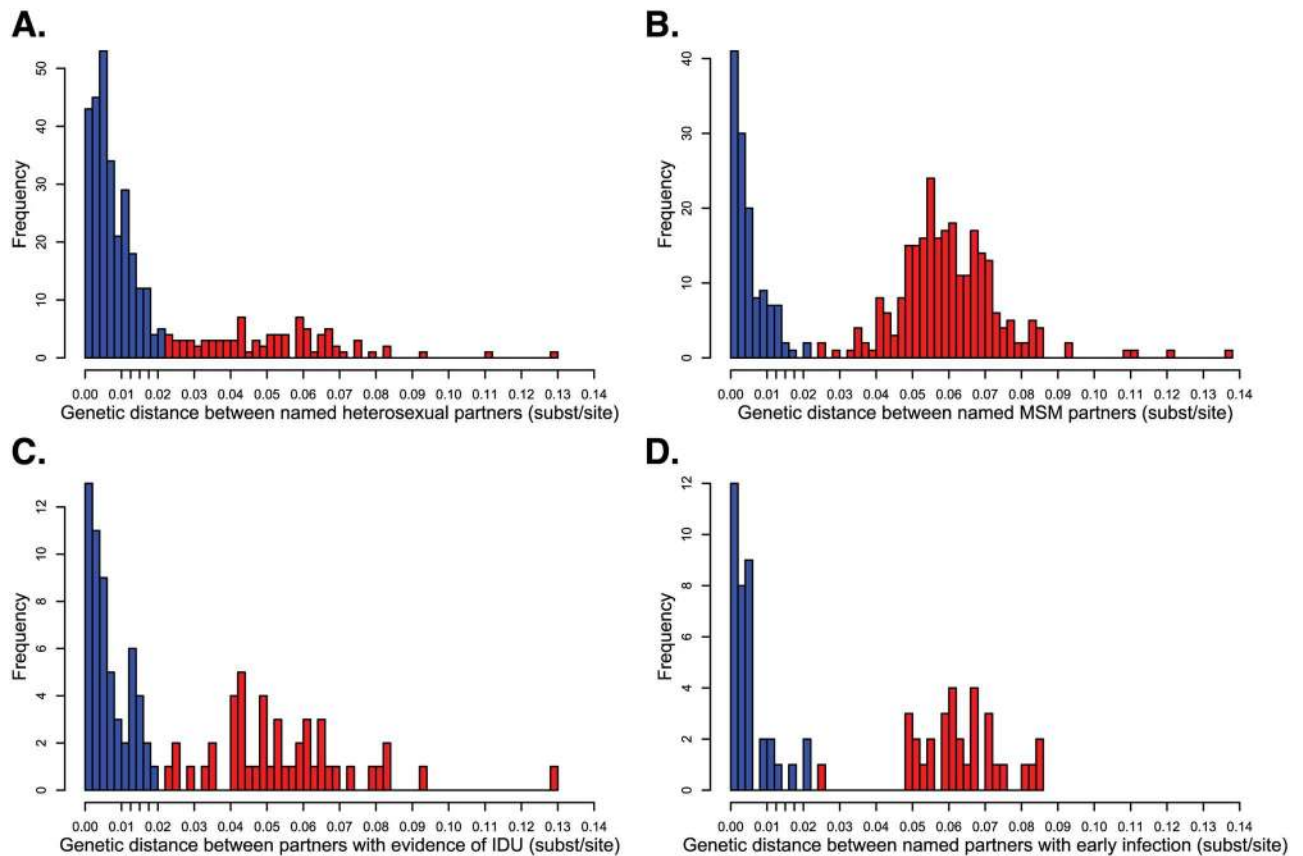 A.
50
40
30
20
10
0
Frequency
0.00 0.01 0.02 0.03 0.04 0.05 0.06 0.07 0.08 0.09 0.10 0.11 0.12 0.13 0.14
Genetic distance between named heterosexual partners (subst/site)
B.
40
30
20
10
0
Frequency
0.00 0.01 0.02 0.03 0.04 0.05 0.06 0.07 0.08 0.09 0.10 0.11 0.12 0.13 0.14
Genetic distance between named MSM partners (subst/site)
C.
12
10
8
6
4
2
0
Frequency
0.00 0.01 0.02 0.03 0.04 0.05 0.06 0.07 0.08 0.09 0.10 0.11 0.12 0.13 0.14
Genetic distance between partners with evidence of IDU (subst/site)
D.
12
10
8
6
4
2
0
Frequency
0.00 0.01 0.02 0.03 0.04 0.05 0.06 0.07 0.08 0.09 0.10 0.11 0.12 0.13 0.14
Genetic distance between named partners with early infection (subst/site)